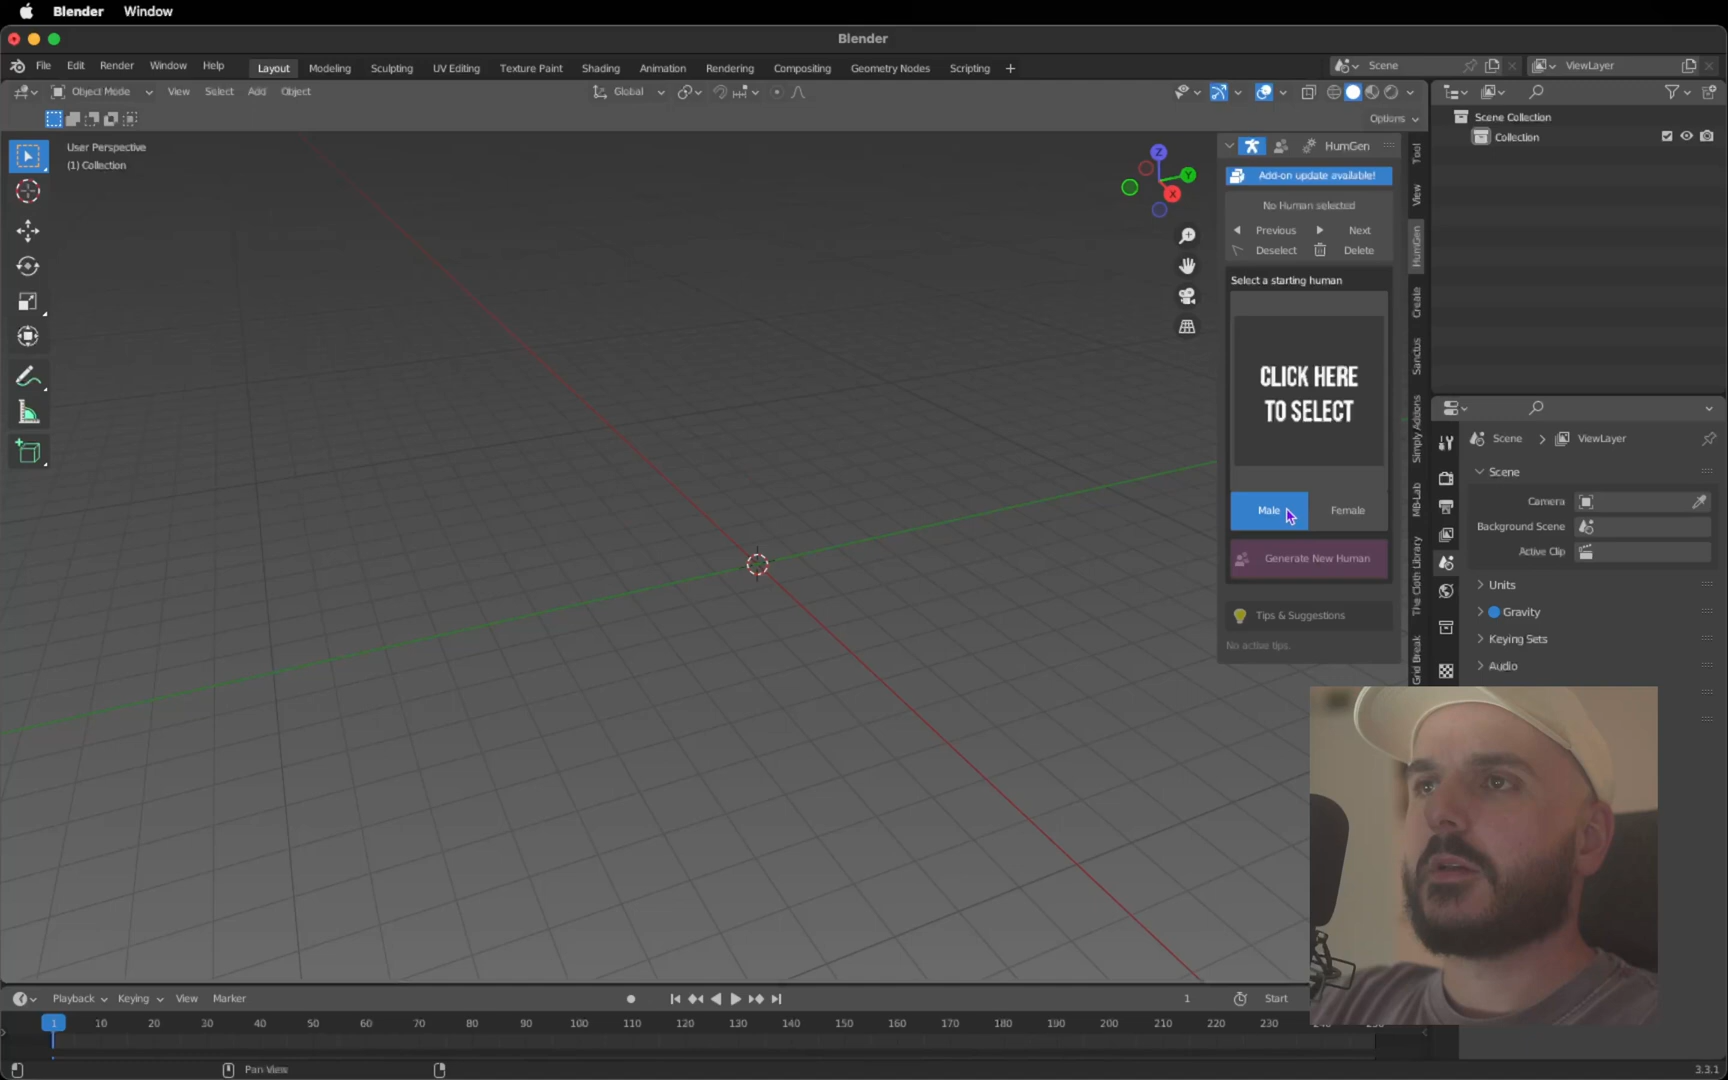 Blender Window
Blender
File Edit Render Window Help Layout Modeling Sculpting UV Editing Texture Paint Shading Animation Rendering Compositing Geometry Nodes Scripting + Scene ViewLayer
Object Mode View Select Add Object Global
Options
User Perspective
(1) Collection
Z
Y
X
HumGen
Add-on update available!
No Human selected
Previous Next
Deselect Delete
Select a starting human
CLICK HERE
TO SELECT
Male Female
Generate New Human
Tips & Suggestions
No active tips.
Tool
View
HumGen
Create
Sanctus
Simply Addons
MB-Lab
The Cloth Library
Grid Break
Scene Collection
Collection
Scene ViewLayer
Scene
Camera
Background Scene
Active Clip
Units
Gravity
Keying Sets
Audio
Playback Keying View Marker 1 Start
1 10 20 30 40 50 60 70 80 90 100 110 120 130 140 150 160 170 180 190 200 210 220 230
Pan View 3.3.1